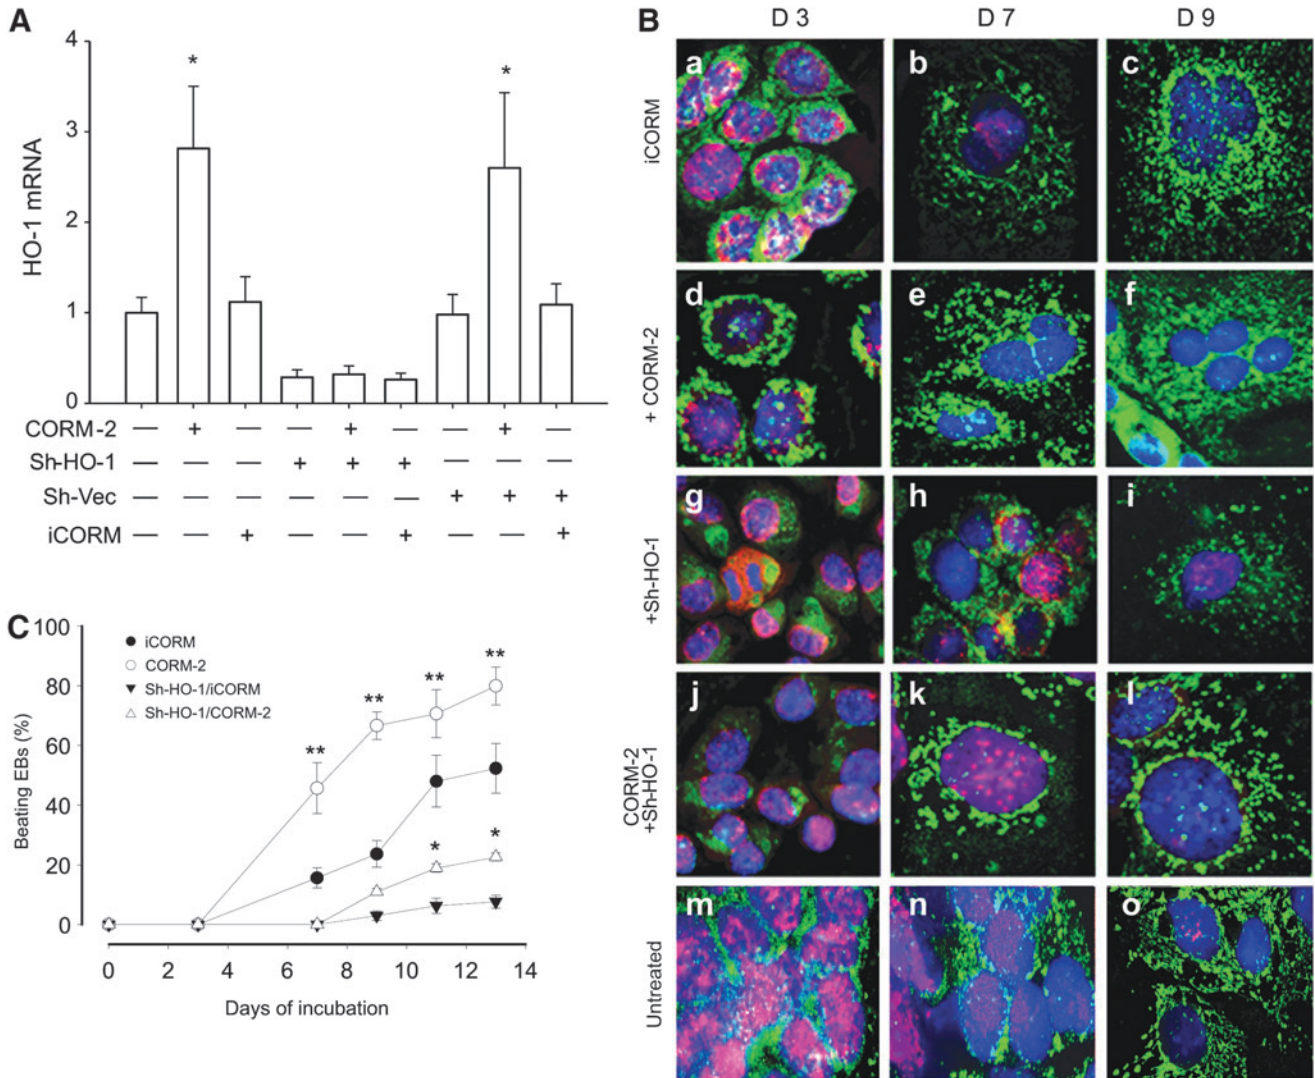 A
4
3
2
1
0
HO-1 mRNA
*
*
CORM-2 — + — — + — — + —
Sh-HO-1 — — — + + + — — —
Sh-Vec — — — — — — + + +
iCORM — — + — — + — — +
B
D 3 D 7 D 9
iCORM
a b c
+ CORM-2
d e f
+Sh-HO-1
g h i
CORM-2
+Sh-HO-1
j k l
Untreated
m n o
C
100
80
60
40
20
0
Beating EBs (%)
iCORM
CORM-2
Sh-HO-1/iCORM
Sh-HO-1/CORM-2
** ** ** **
* *
0 2 4 6 8 10 12 13 14
Days of incubation